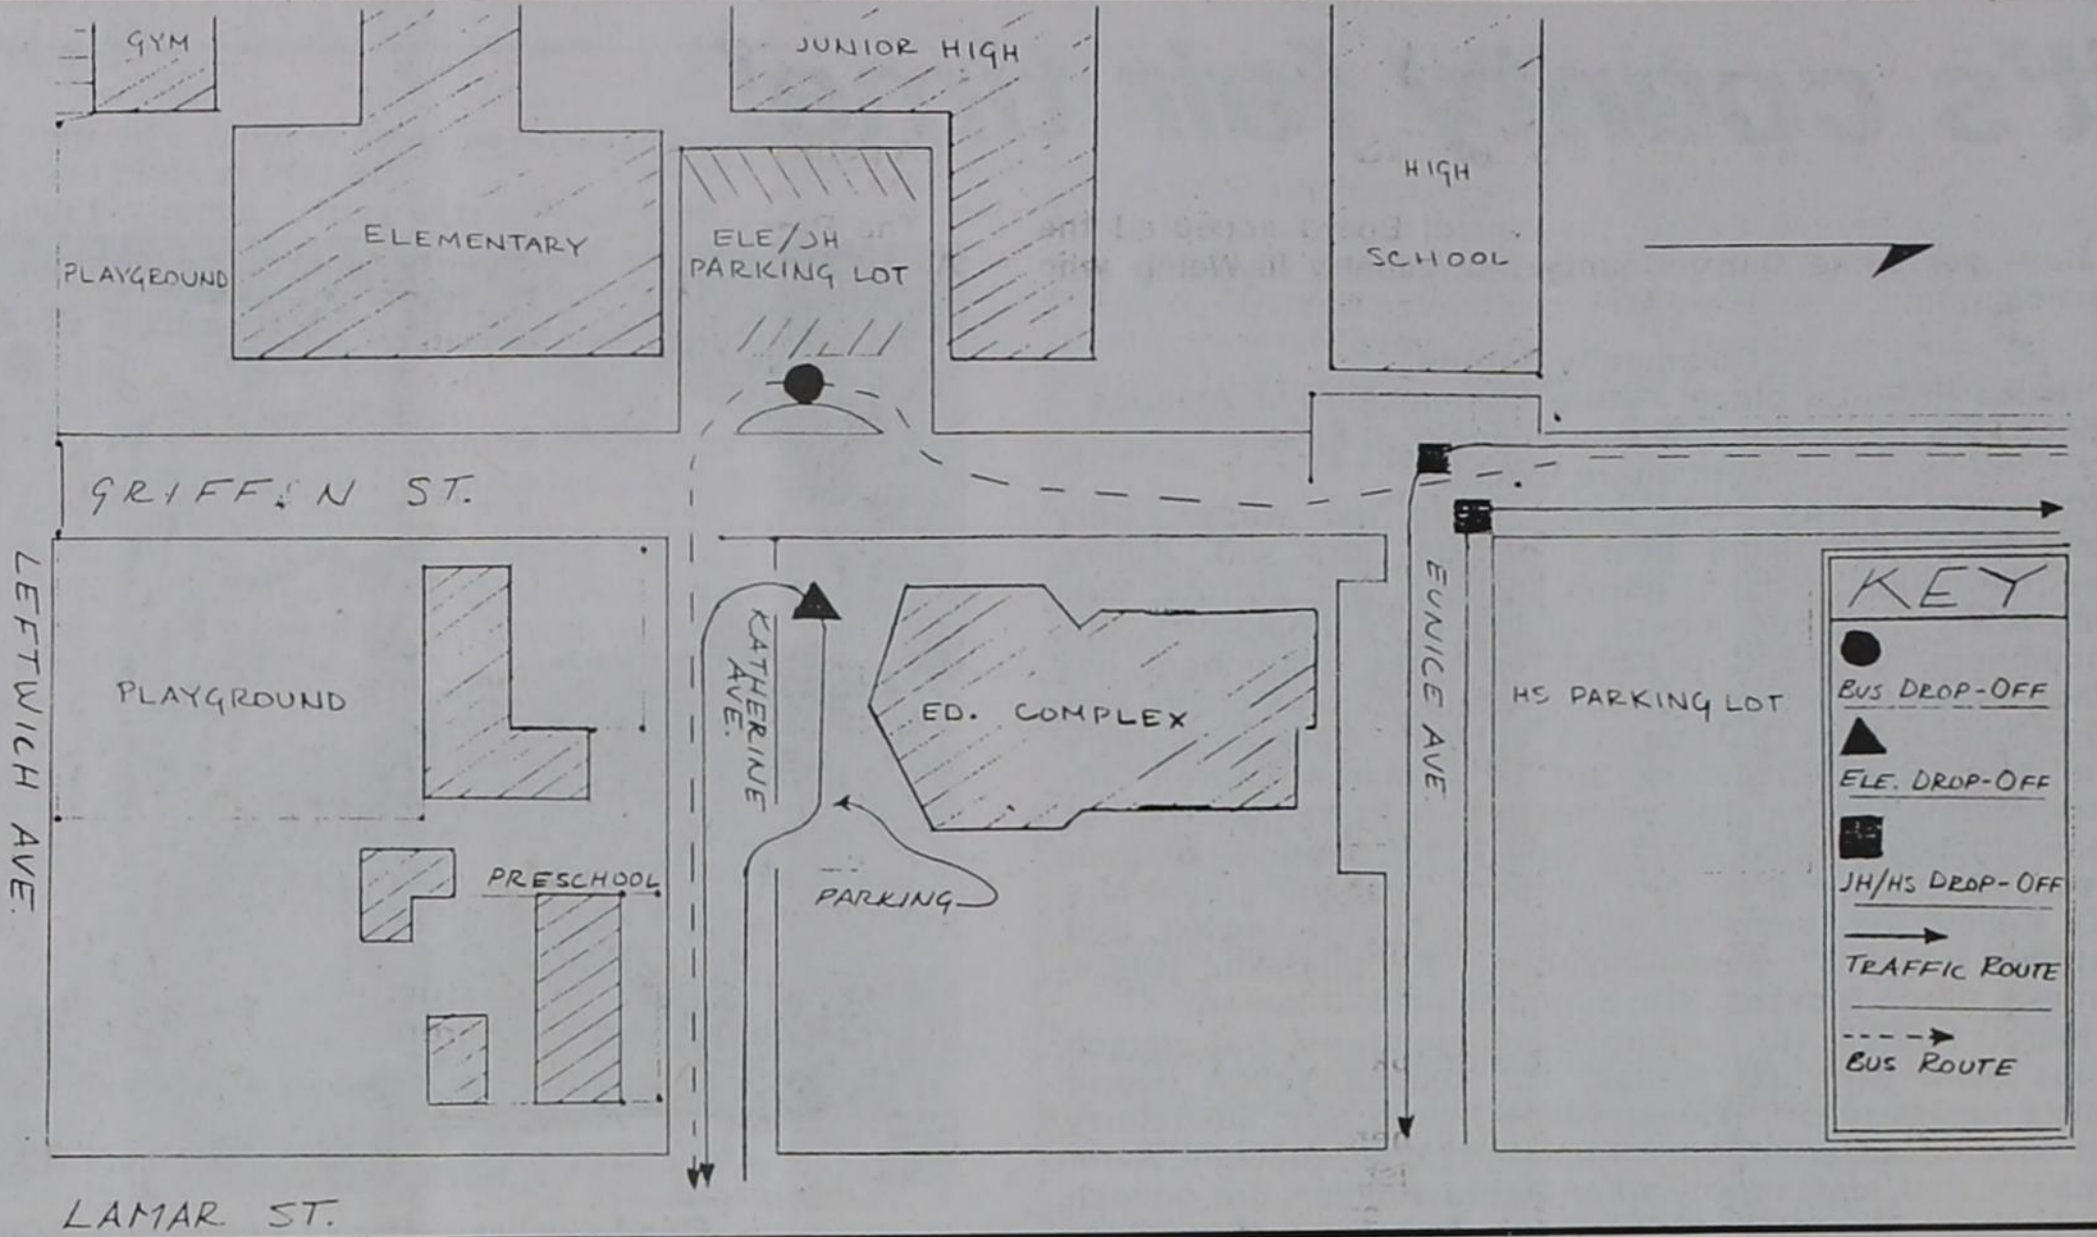 GYM
JUNIOR HIGH
HIGH
SCHOOL
ELEMENTARY
ELE/JH
PARKING LOT
PLAYGROUND
GRIFFIN ST.
LEFTWICH AVE.
PLAYGROUND
KATHERINE
AVE.
ED. COMPLEX
EUNICE AVE.
HS PARKING LOT
PRESCHOOL
PARKING
LAMAR ST.
KEY
BUS DROP-OFF
ELE. DROP-OFF
JH/HS DROP-OFF
TRAFFIC ROUTE
BUS ROUTE